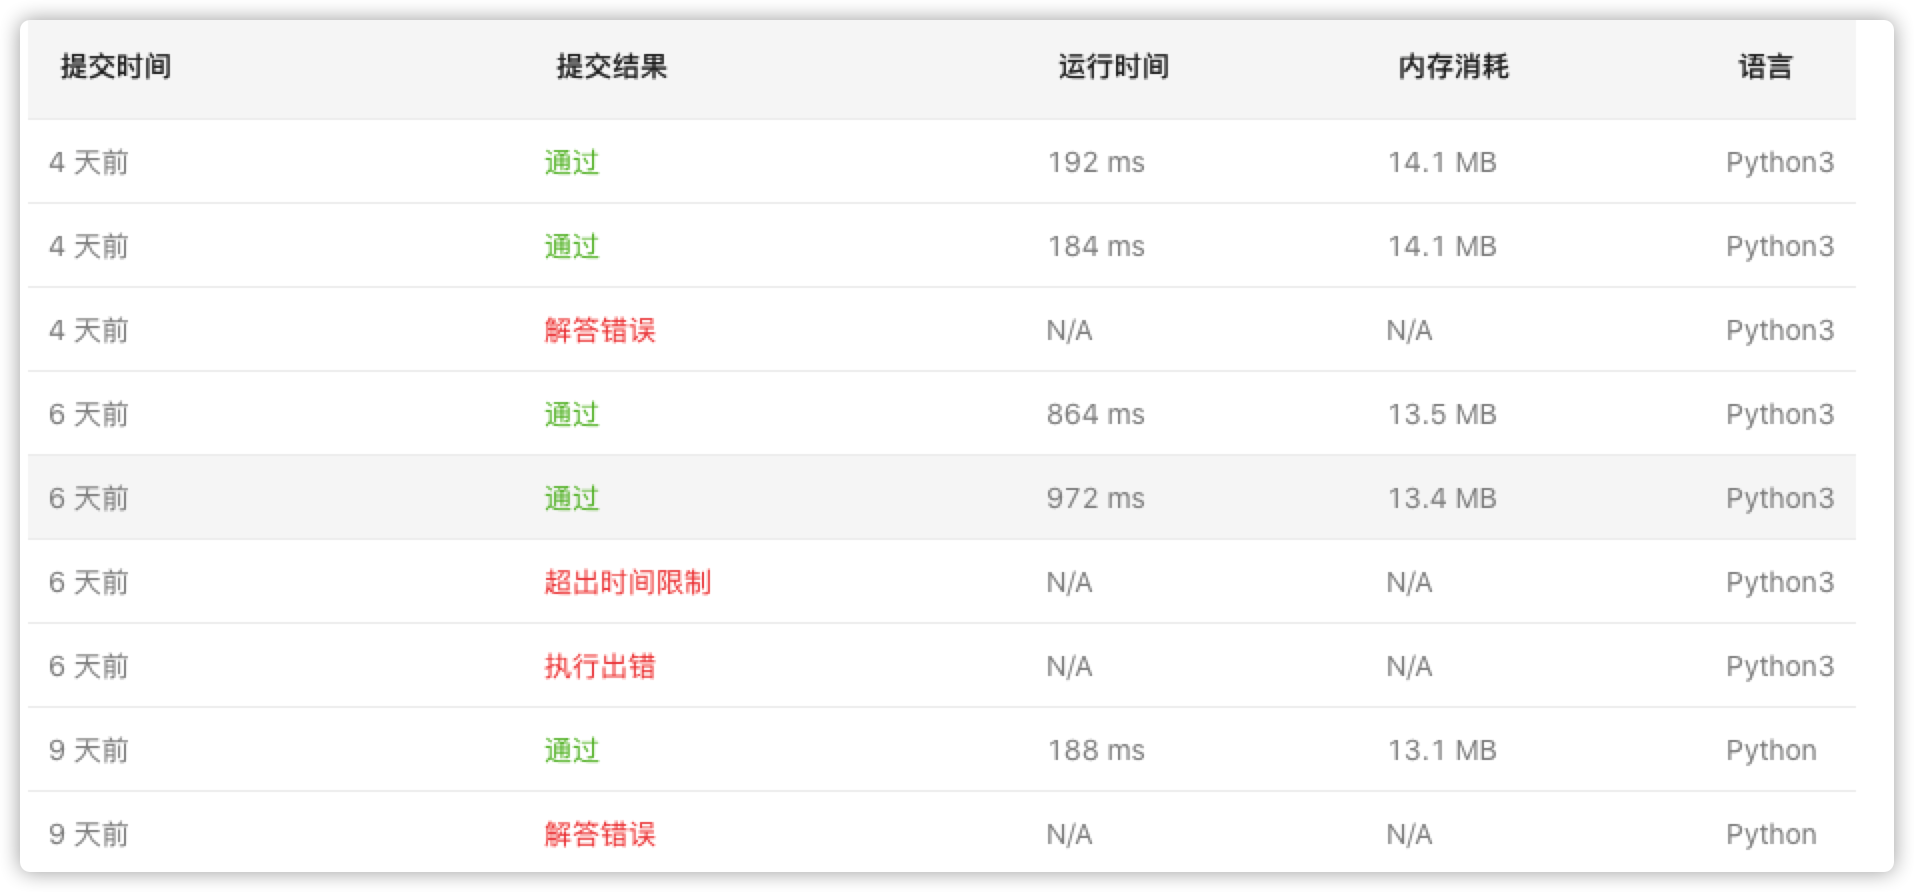 提交时间 提交结果 运行时间 内存消耗 语言
4 天前 通过 192 ms 14.1 MB Python3
4 天前 通过 184 ms 14.1 MB Python3
4 天前 解答错误 N/A N/A Python3
6 天前 通过 864 ms 13.5 MB Python3
6 天前 通过 972 ms 13.4 MB Python3
6 天前 超出时间限制 N/A N/A Python3
6 天前 执行出错 N/A N/A Python3
9 天前 通过 188 ms 13.1 MB Python
9 天前 解答错误 N/A N/A Python